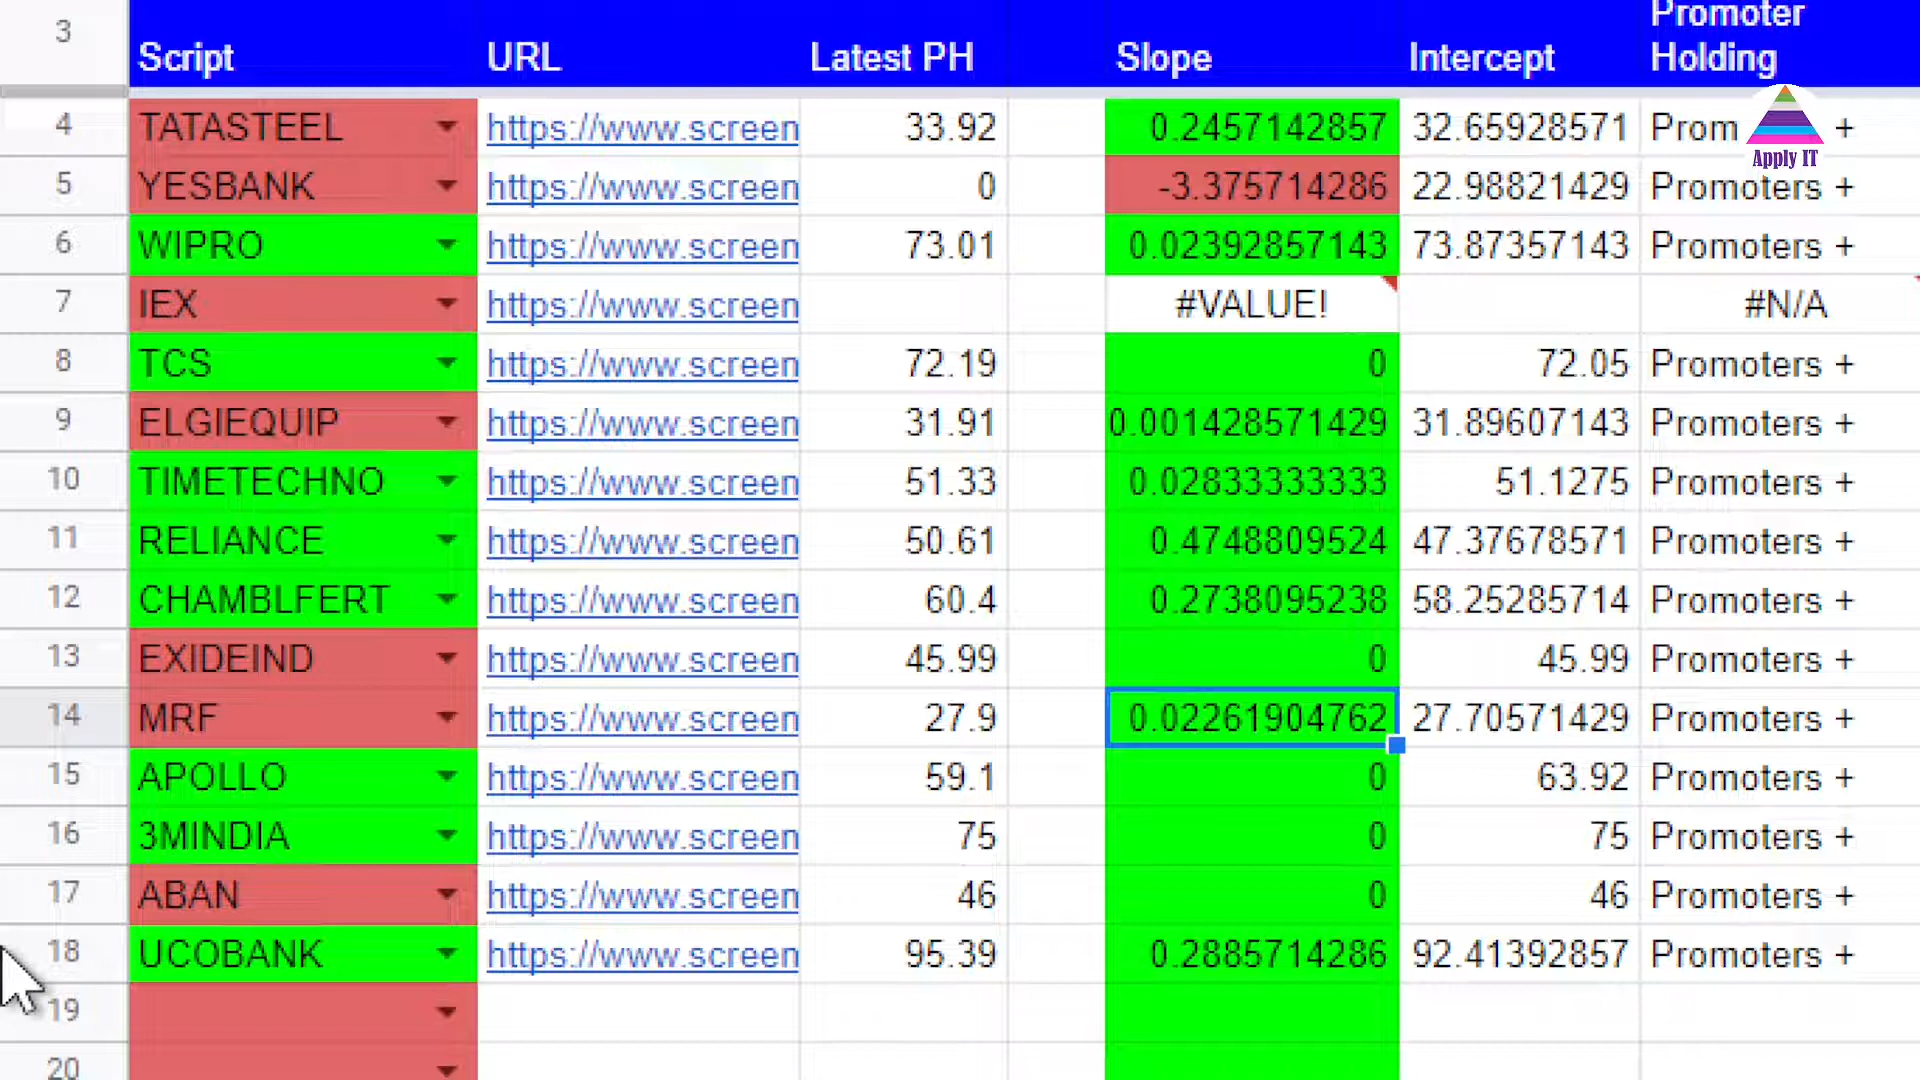 3 Script URL Latest PH Slope Intercept Promoter Holding
4 TATASTEEL https://www.screen 33.92 0.2457142857 32.65928571 Prom +
Apply IT
5 YESBANK https://www.screen 0 -3.375714286 22.98821429 Promoters +
6 WIPRO https://www.screen 73.01 0.02392857143 73.87357143 Promoters +
7 IEX https://www.screen #VALUE! #N/A
8 TCS https://www.screen 72.19 0 72.05 Promoters +
9 ELGIEQUIP https://www.screen 31.91 0.001428571429 31.89607143 Promoters +
10 TIMETECHNO https://www.screen 51.33 0.02833333333 51.1275 Promoters +
11 RELIANCE https://www.screen 50.61 0.4748809524 47.37678571 Promoters +
12 CHAMBLFERT https://www.screen 60.4 0.2738095238 58.25285714 Promoters +
13 EXIDEIND https://www.screen 45.99 0 45.99 Promoters +
14 MRF https://www.screen 27.9 0.02261904762 27.70571429 Promoters +
15 APOLLO https://www.screen 59.1 0 63.92 Promoters +
16 3MINDIA https://www.screen 75 0 75 Promoters +
17 ABAN https://www.screen 46 0 46 Promoters +
18 UCOBANK https://www.screen 95.39 0.2885714286 92.41392857 Promoters +
19
20